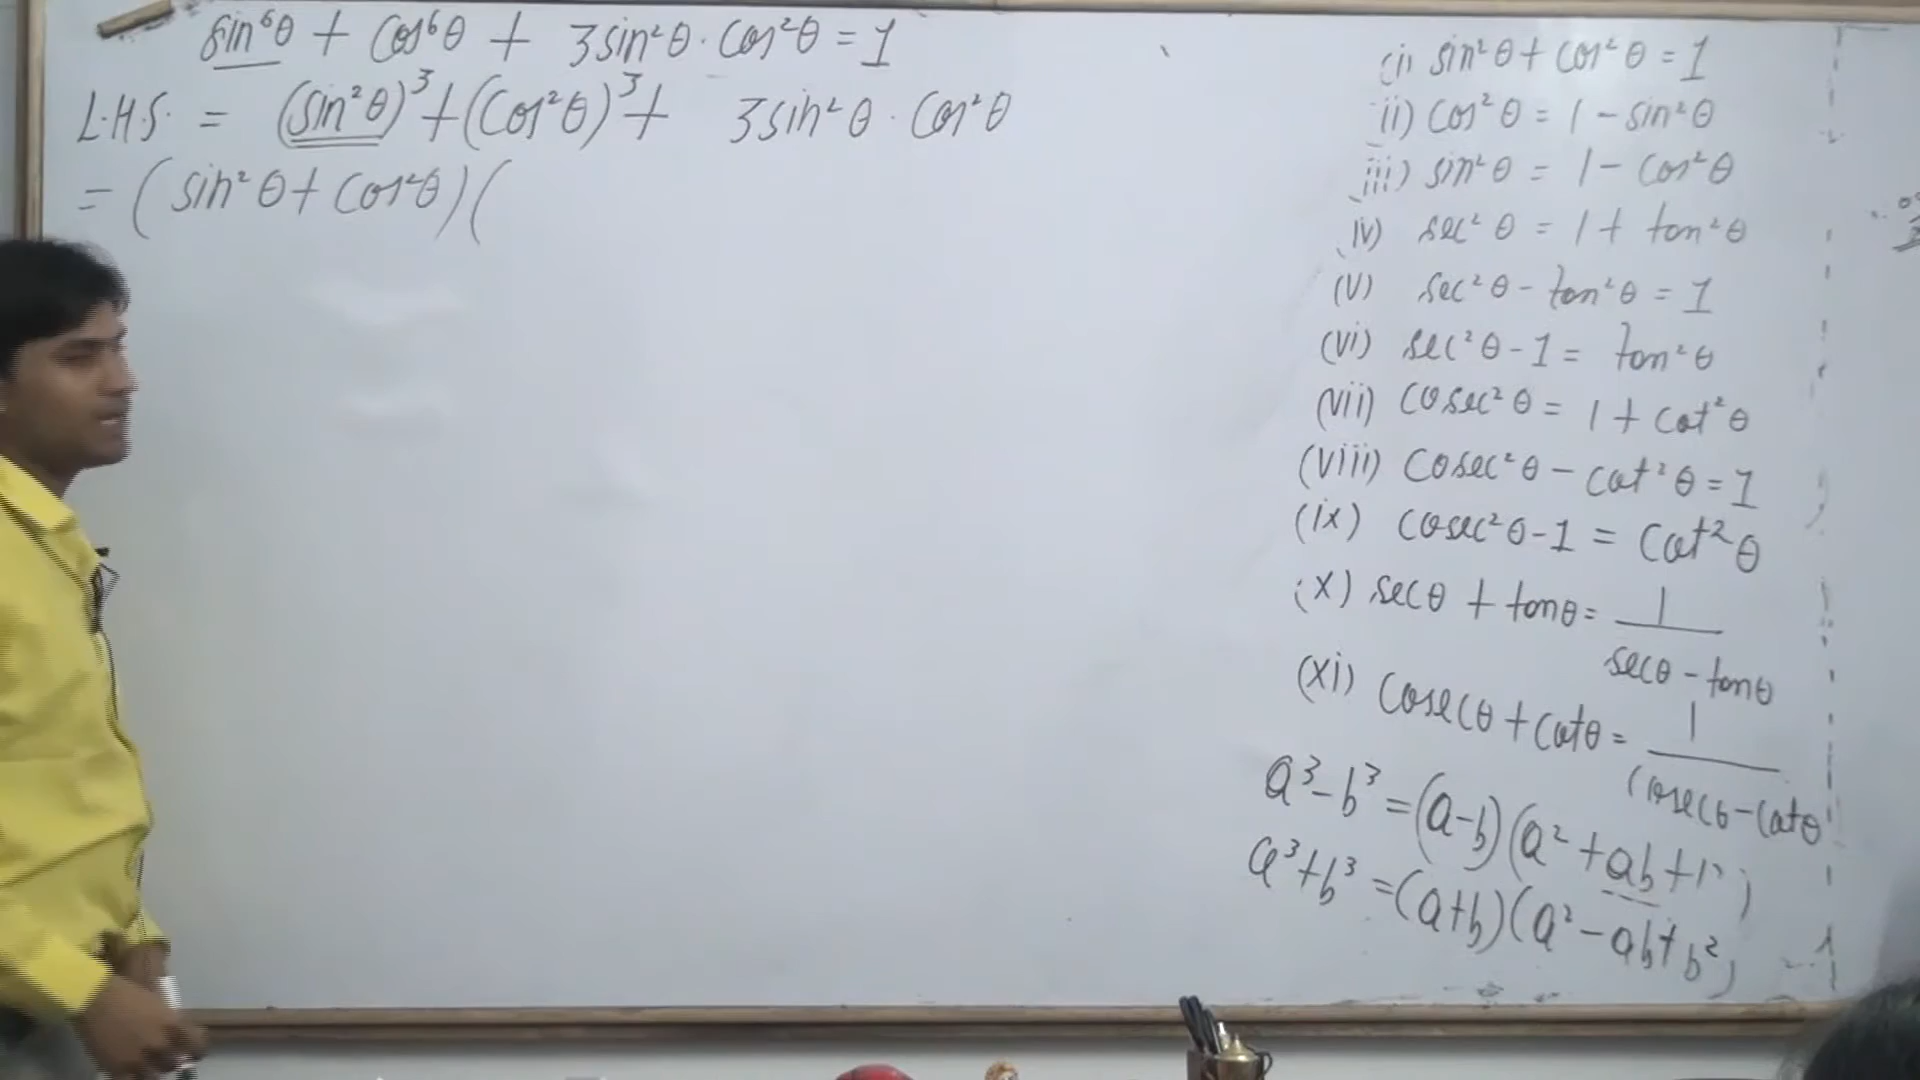 sin⁶θ + cos⁶θ + 3sin²θ · cos²θ = 1
L.H.S. = (sin²θ)³ + (cos²θ)³ + 3sin²θ · cos²θ
= (sin²θ + cos²θ)(
(i) sin²θ + cos²θ = 1
ii) cos²θ = 1 - sin²θ
iii) sin²θ = 1 - cos²θ
iv) sec²θ = 1 + tan²θ
(v) sec²θ - tan²θ = 1
(vi) sec²θ - 1 = tan²θ
(vii) cosec²θ = 1 + cot²θ
(viii) cosec²θ - cot²θ = 1
(ix) cosec²θ - 1 = cot²θ
(x) secθ + tanθ = 1 / secθ - tanθ
(xi) cosecθ + cotθ = 1 / cosecθ - cotθ
a³ - b³ = (a - b)(a² + ab +
a³ + b³ = (a + b)(a² - ab + b²)